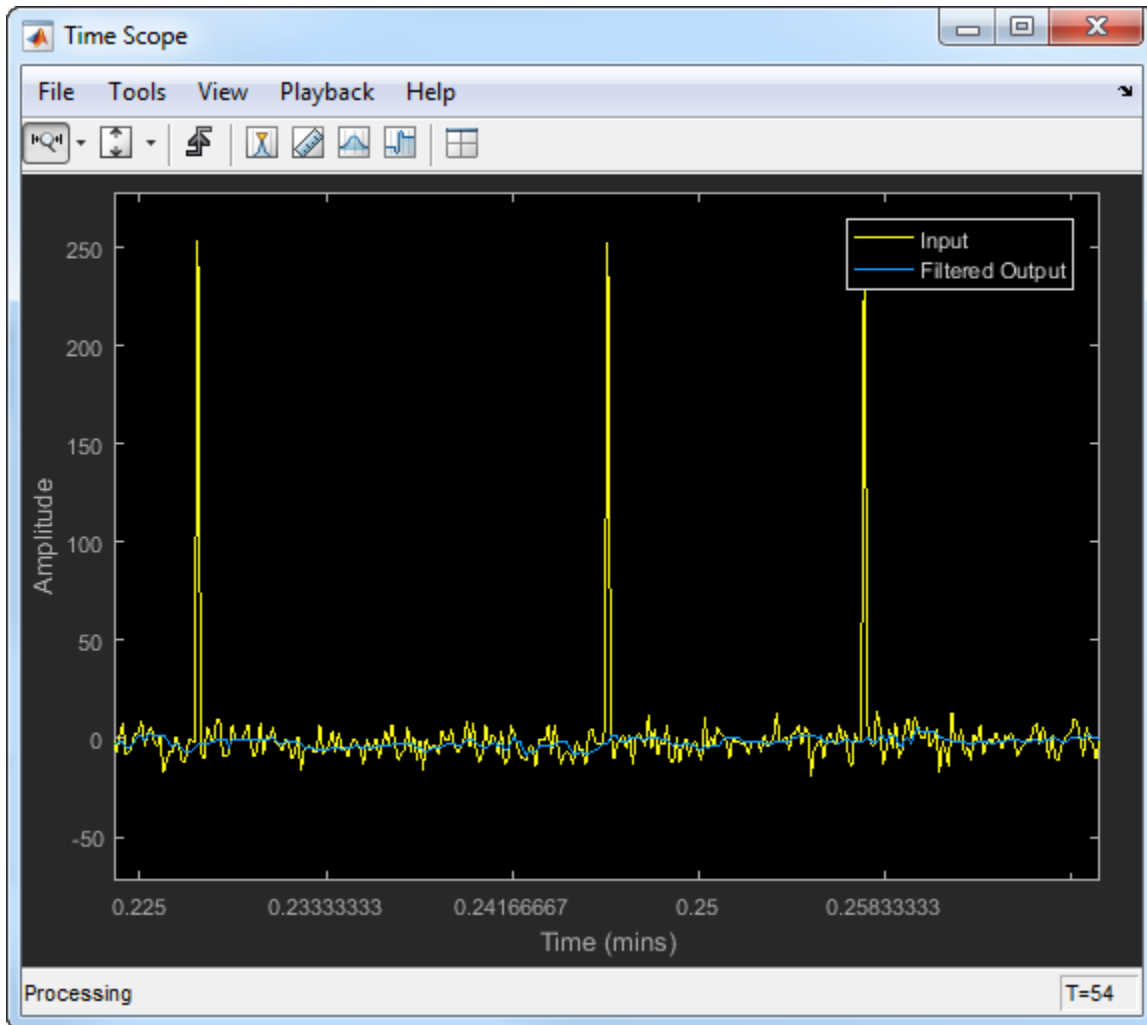 Time Scope
File Tools View Playback Help
Input
Filtered Output
250
200
150
100
50
0
-50
Amplitude
0.225 0.23333333 0.24166667 0.25 0.25833333
Time (mins)
Processing T=54